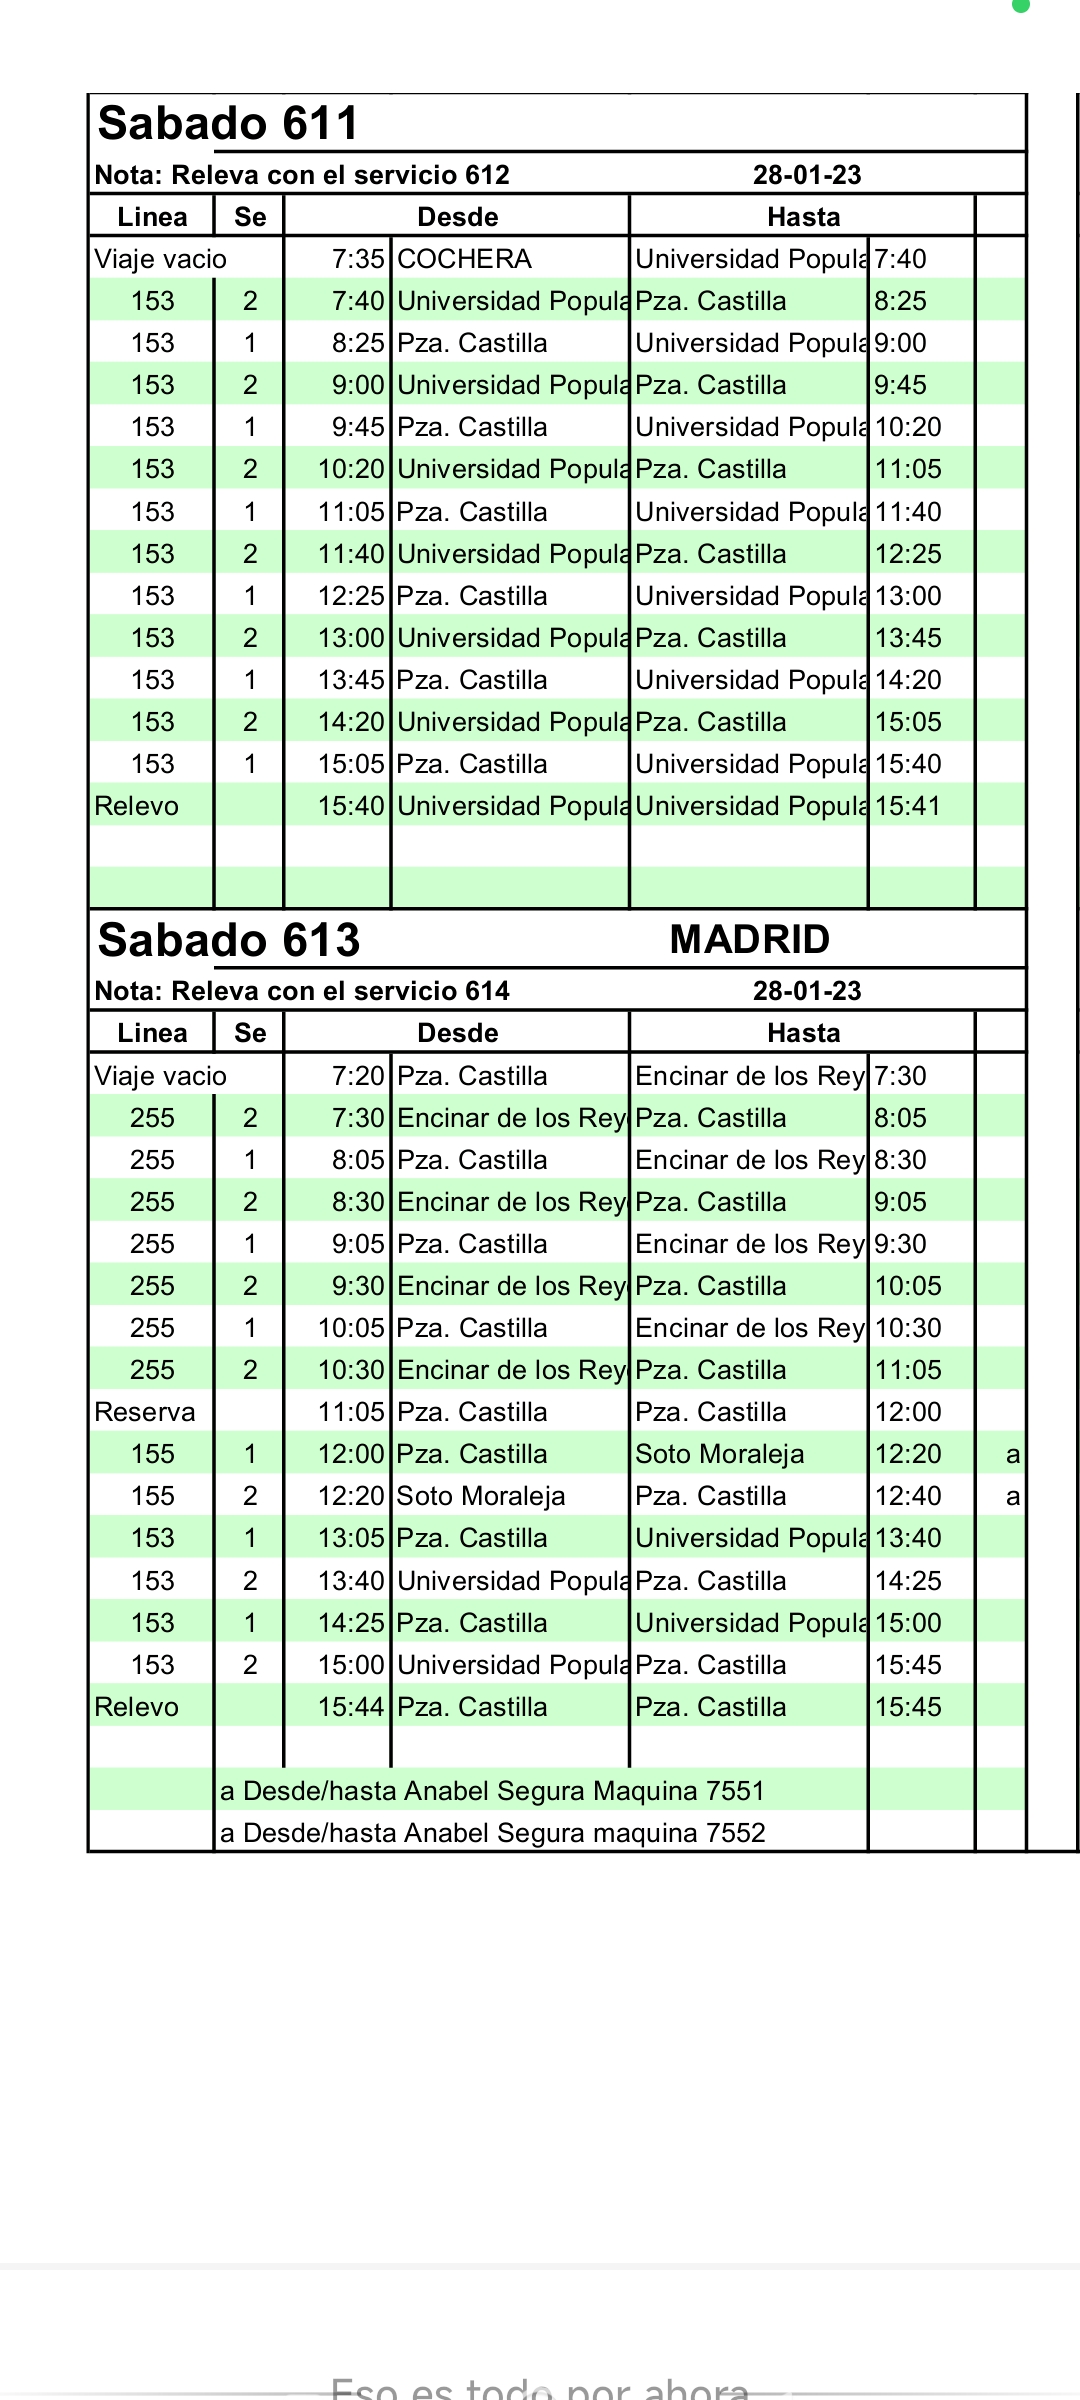 Sabado 611
Nota: Releva con el servicio 612 28-01-23
Linea Se Desde Hasta
Viaje vacio 7:35 COCHERA Universidad Popula 7:40
153 2 7:40 Universidad Popula Pza. Castilla 8:25
153 1 8:25 Pza. Castilla Universidad Popula 9:00
153 2 9:00 Universidad Popula Pza. Castilla 9:45
153 1 9:45 Pza. Castilla Universidad Popula 10:20
153 2 10:20 Universidad Popula Pza. Castilla 11:05
153 1 11:05 Pza. Castilla Universidad Popula 11:40
153 2 11:40 Universidad Popula Pza. Castilla 12:25
153 1 12:25 Pza. Castilla Universidad Popula 13:00
153 2 13:00 Universidad Popula Pza. Castilla 13:45
153 1 13:45 Pza. Castilla Universidad Popula 14:20
153 2 14:20 Universidad Popula Pza. Castilla 15:05
153 1 15:05 Pza. Castilla Universidad Popula 15:40
Relevo 15:40 Universidad Popula Universidad Popula 15:41
Sabado 613 MADRID
Nota: Releva con el servicio 614 28-01-23
Linea Se Desde Hasta
Viaje vacio 7:20 Pza. Castilla Encinar de los Rey 7:30
255 2 7:30 Encinar de los Rey Pza. Castilla 8:05
255 1 8:05 Pza. Castilla Encinar de los Rey 8:30
255 2 8:30 Encinar de los Rey Pza. Castilla 9:05
255 1 9:05 Pza. Castilla Encinar de los Rey 9:30
255 2 9:30 Encinar de los Rey Pza. Castilla 10:05
255 1 10:05 Pza. Castilla Encinar de los Rey 10:30
255 2 10:30 Encinar de los Rey Pza. Castilla 11:05
Reserva 11:05 Pza. Castilla Pza. Castilla 12:00
155 1 12:00 Pza. Castilla Soto Moraleja 12:20 a
155 2 12:20 Soto Moraleja Pza. Castilla 12:40 a
153 1 13:05 Pza. Castilla Universidad Popula 13:40
153 2 13:40 Universidad Popula Pza. Castilla 14:25
153 1 14:25 Pza. Castilla Universidad Popula 15:00
153 2 15:00 Universidad Popula Pza. Castilla 15:45
Relevo 15:44 Pza. Castilla Pza. Castilla 15:45
a Desde/hasta Anabel Segura Maquina 7551
a Desde/hasta Anabel Segura maquina 7552
Eso es todo por ahora